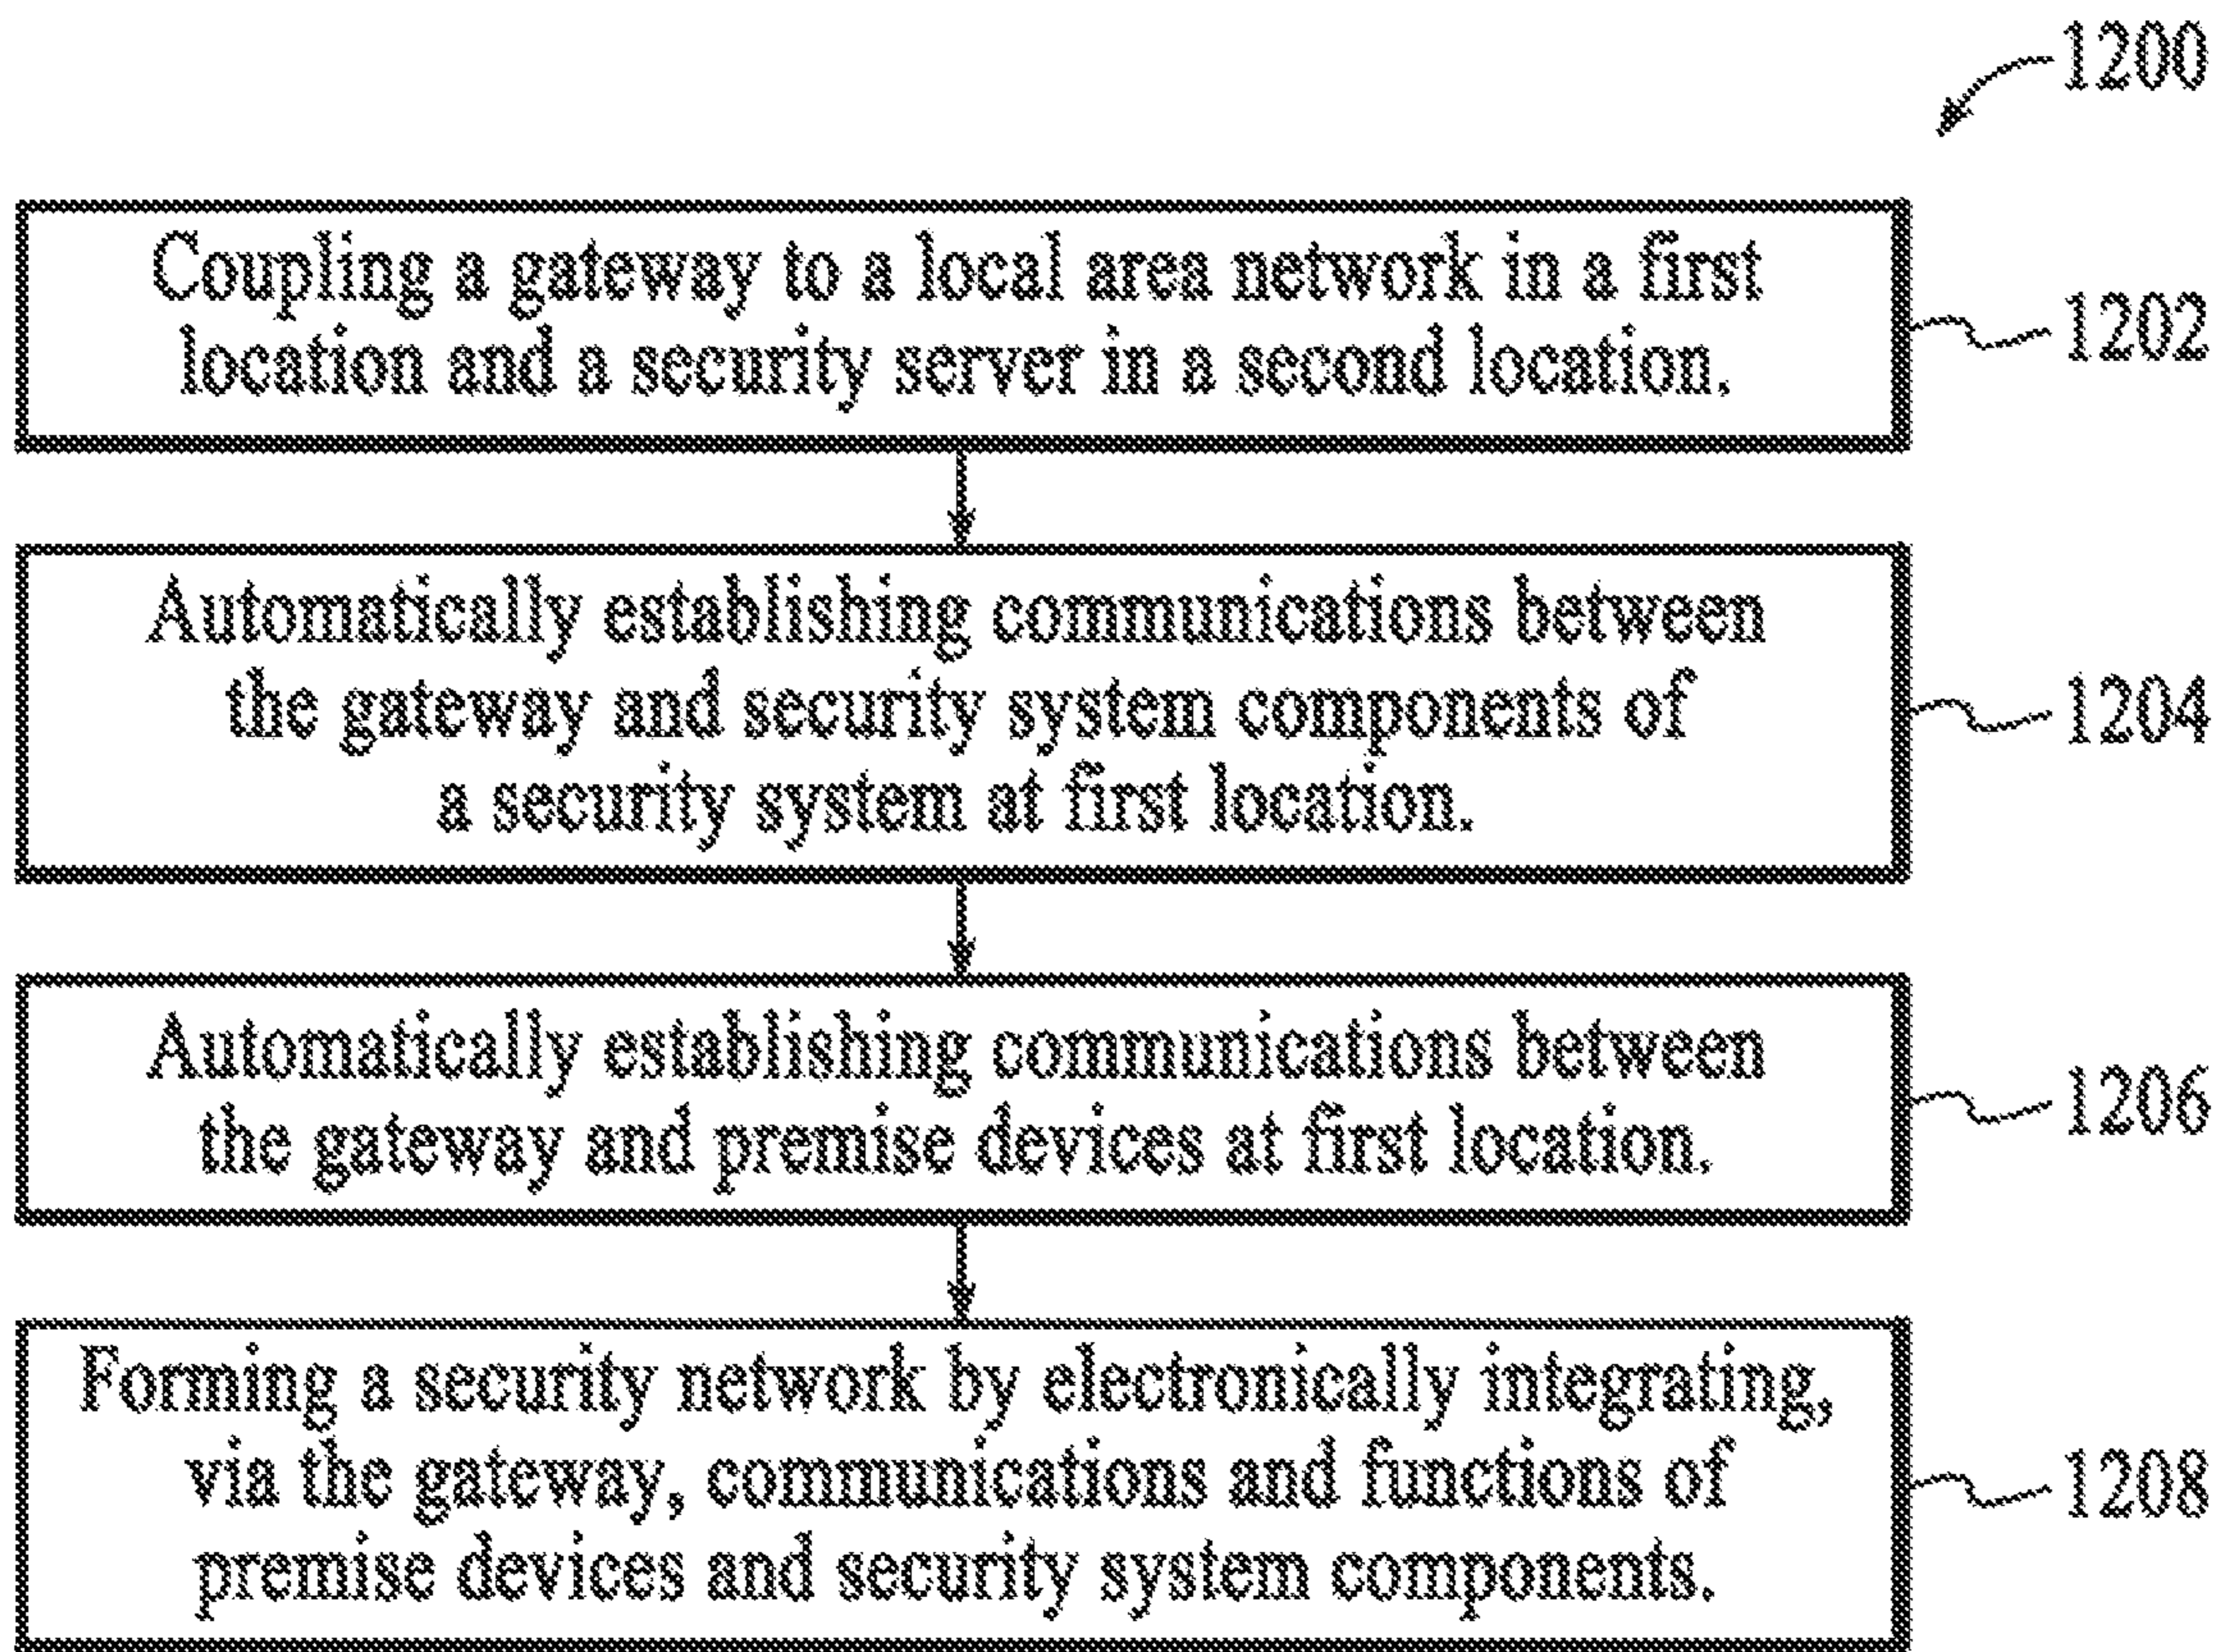 1200
Coupling a gateway to a local area network in a first
location and a security server in a second location.
1202
Automatically establishing communications between
the gateway and security system components of
a security system at first location.
1204
Automatically establishing communications between
the gateway and premise devices at first location.
1206
Forming a security network by electronically integrating,
via the gateway, communications and functions of
premise devices and security system components.
1208